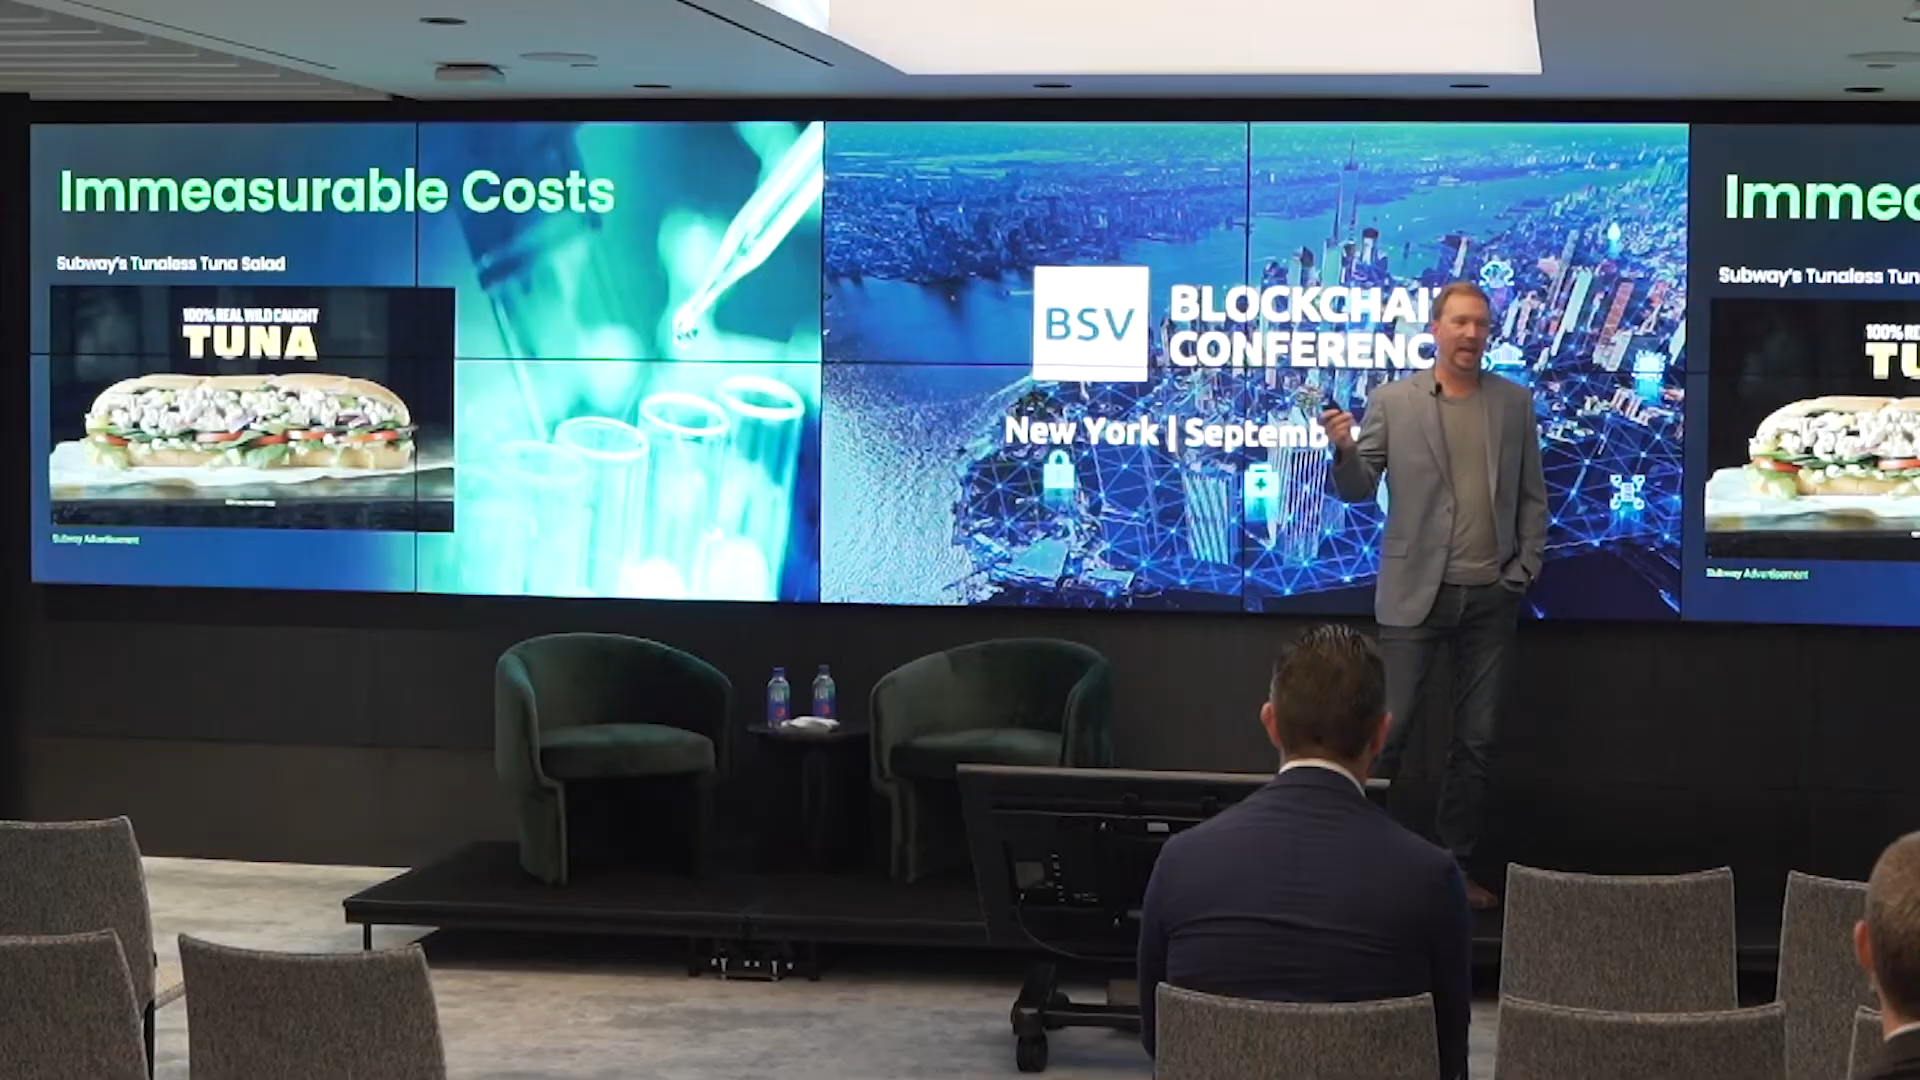 Immeasurable Costs
Subway's Tunaless Tuna Salad
100% REAL WILD CAUGHT
TUNA
Subway Advertisement
BSV
BLOCKCHAI
CONFERENC
New York | Septemb
Immea
Subway's Tunaless Tun
100% RE
TU
Subway Advertisement